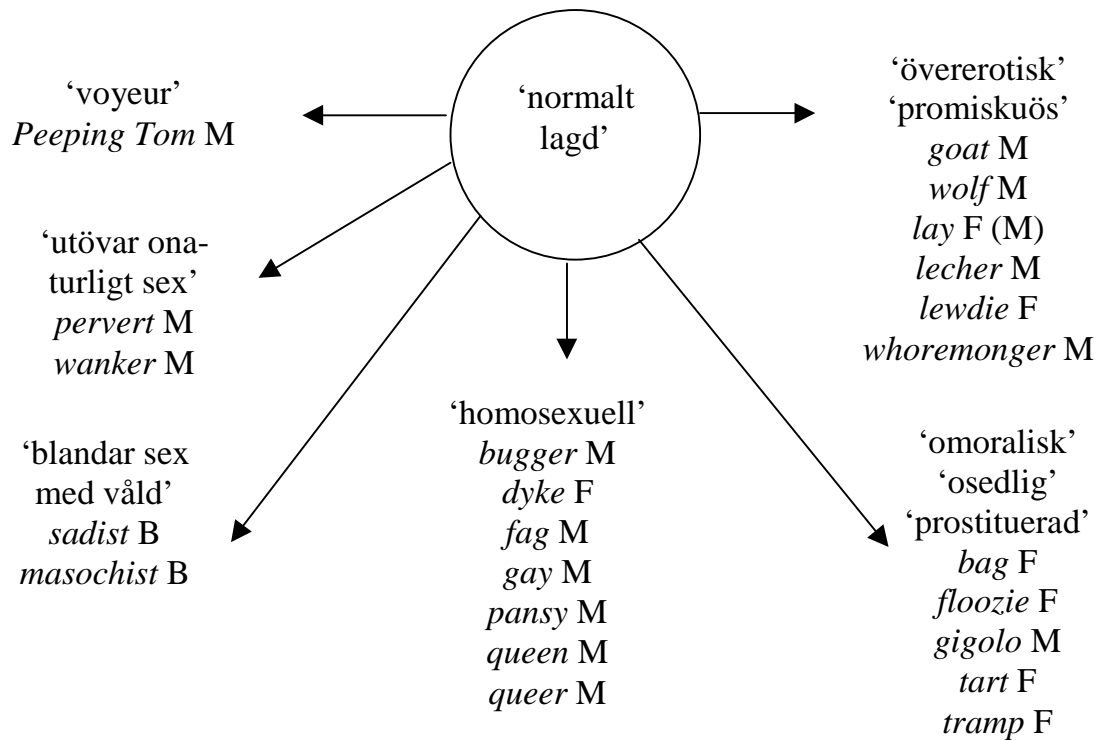 ‘normalt
lagd’
‘voyeur’
Peeping Tom M
‘utövar ona-
turligt sex’
pervert M
wanker M
‘blandar sex
med våld’
sadist B
masochist B
‘homosexuell’
bugger M
dyke F
fag M
gay M
pansy M
queen M
queer M
‘övererotisk’
‘promiskuös’
goat M
wolf M
lay F (M)
lecher M
lewdie F
whoremonger M
‘omoralisk’
‘osedlig’
‘prostituerad’
bag F
floozie F
gigolo M
tart F
tramp F